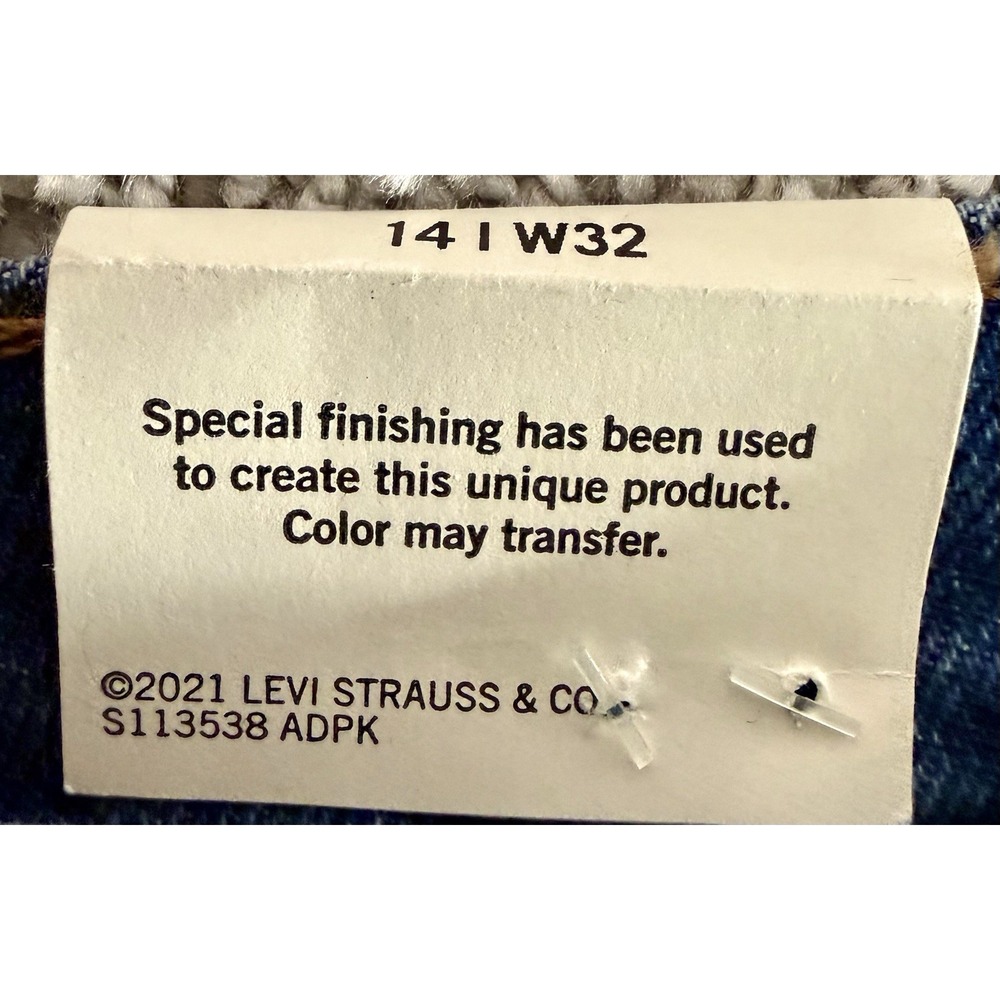 14 | W32
Special finishing has been used
to create this unique product.
Color may transfer.
©2021 LEVI STRAUSS & CO
S113538 ADPK